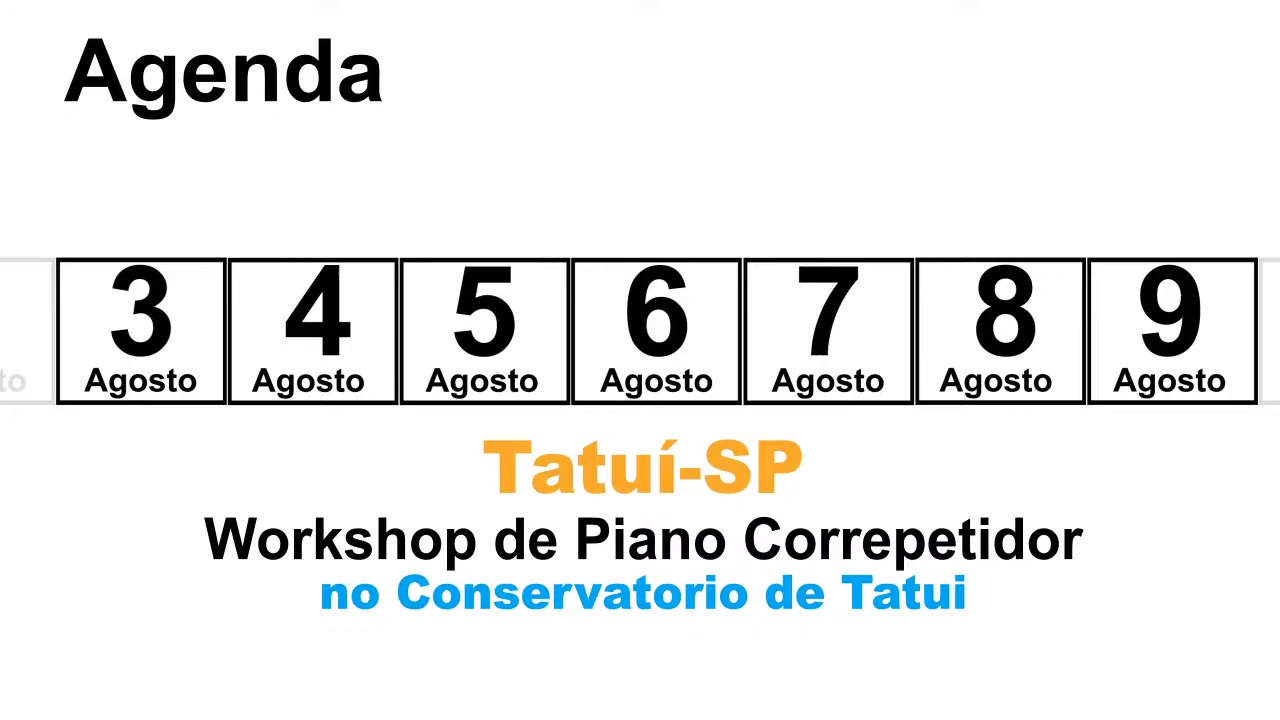 Agenda
3 4 5 6 7 8 9
to Agosto Agosto Agosto Agosto Agosto Agosto Agosto
Tatuí-SP
Workshop de Piano Correpetidor
no Conservatorio de Tatui